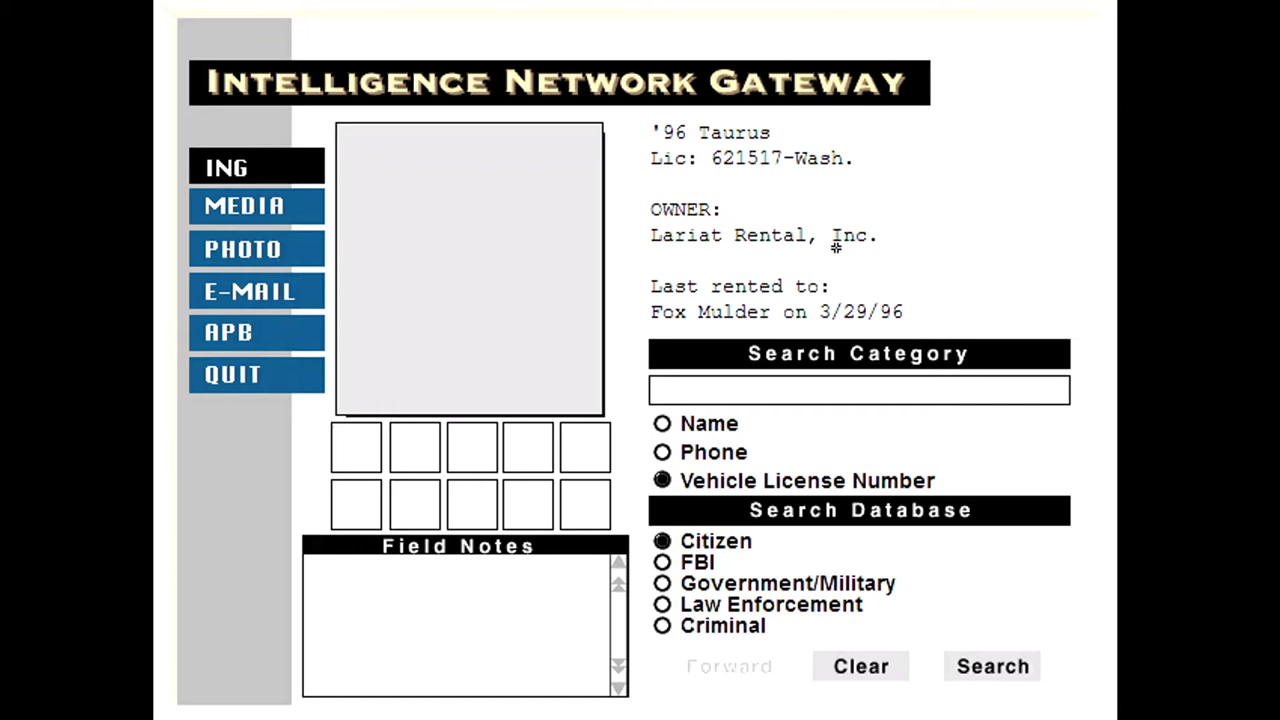 INTELLIGENCE NETWORK GATEWAY
ING
MEDIA
PHOTO
E-MAIL
APB
QUIT
'96 Taurus
Lic: 621517-Wash.
OWNER:
Lariat Rental, Inc.
Last rented to:
Fox Mulder on 3/29/96
Search Category
Name
Phone
Vehicle License Number
Search Database
Citizen
FBI
Government/Military
Law Enforcement
Criminal
Forward
Clear
Search
Field Notes